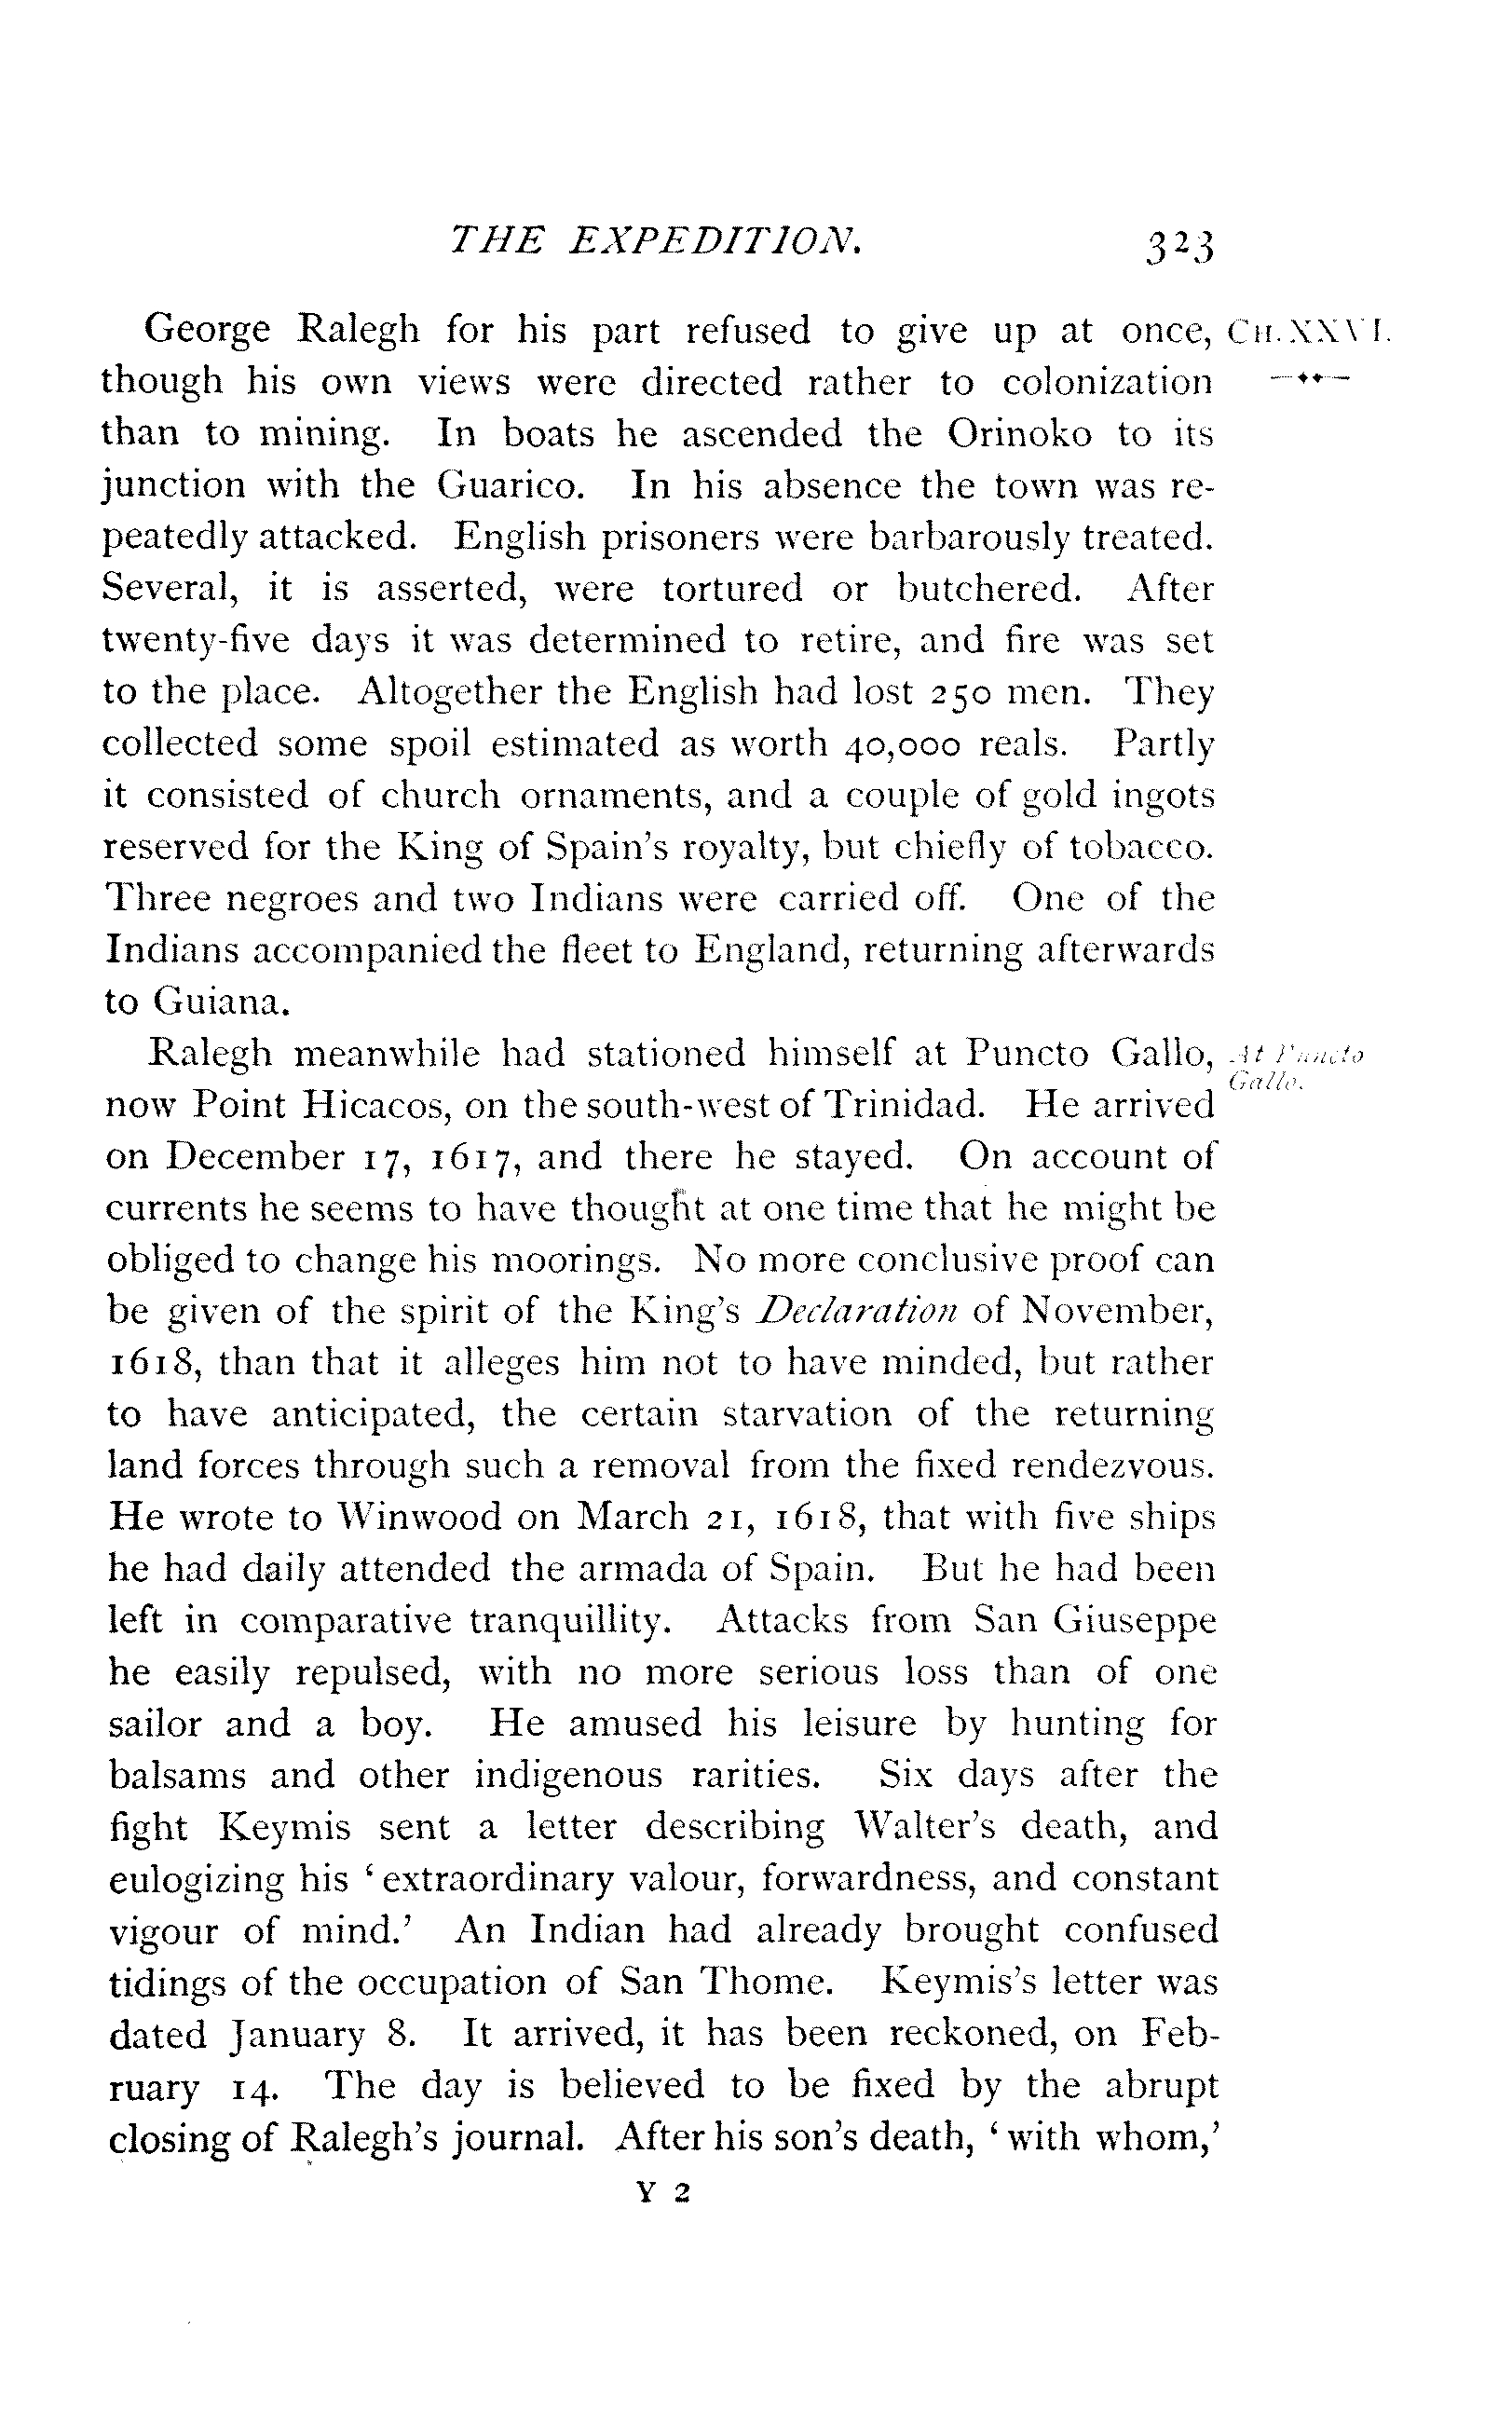 THE EXPEDITION. 323
George Ralegh for his part refused to give up at once, CH. XXVI.
though his own views were directed rather to colonization
than to mining. In boats he ascended the Orinoko to its
junction with the Guarico. In his absence the town was re-
peatedly attacked. English prisoners were barbarously treated.
Several, it is asserted, were tortured or butchered. After
twenty-five days it was determined to retire, and fire was set
to the place. Altogether the English had lost 250 men. They
collected some spoil estimated as worth 40,000 reals. Partly
it consisted of church ornaments, and a couple of gold ingots
reserved for the King of Spain's royalty, but chiefly of tobacco.
Three negroes and two Indians were carried off. One of the
Indians accompanied the fleet to England, returning afterwards
to Guiana.
Ralegh meanwhile had stationed himself at Puncto Gallo, At Puncto
Gallo.
now Point Hicacos, on the south-west of Trinidad. He arrived
on December 17, 1617, and there he stayed. On account of
currents he seems to have thought at one time that he might be
obliged to change his moorings. No more conclusive proof can
be given of the spirit of the King's Declaration of November,
1618, than that it alleges him not to have minded, but rather
to have anticipated, the certain starvation of the returning
land forces through such a removal from the fixed rendezvous.
He wrote to Winwood on March 21, 1618, that with five ships
he had daily attended the armada of Spain. But he had been
left in comparative tranquillity. Attacks from San Giuseppe
he easily repulsed, with no more serious loss than of one
sailor and a boy. He amused his leisure by hunting for
balsams and other indigenous rarities. Six days after the
fight Keymis sent a letter describing Walter's death, and
eulogizing his ‘extraordinary valour, forwardness, and constant
vigour of mind.’ An Indian had already brought confused
tidings of the occupation of San Thome. Keymis's letter was
dated January 8. It arrived, it has been reckoned, on Feb-
ruary 14. The day is believed to be fixed by the abrupt
closing of Ralegh's journal. After his son's death, ‘with whom,’
Y 2